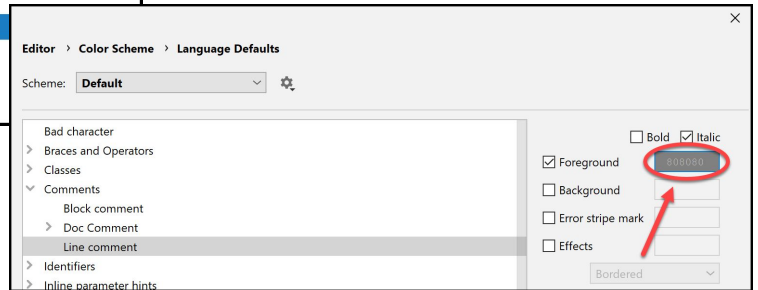 Editor › Color Scheme › Language Defaults
Scheme: Default
Bad character
Braces and Operators
Classes
Comments
Block comment
Doc Comment
Line comment
Identifiers
Inline parameter hints
Bold Italic
Foreground 808080
Background
Error stripe mark
Effects
Bordered